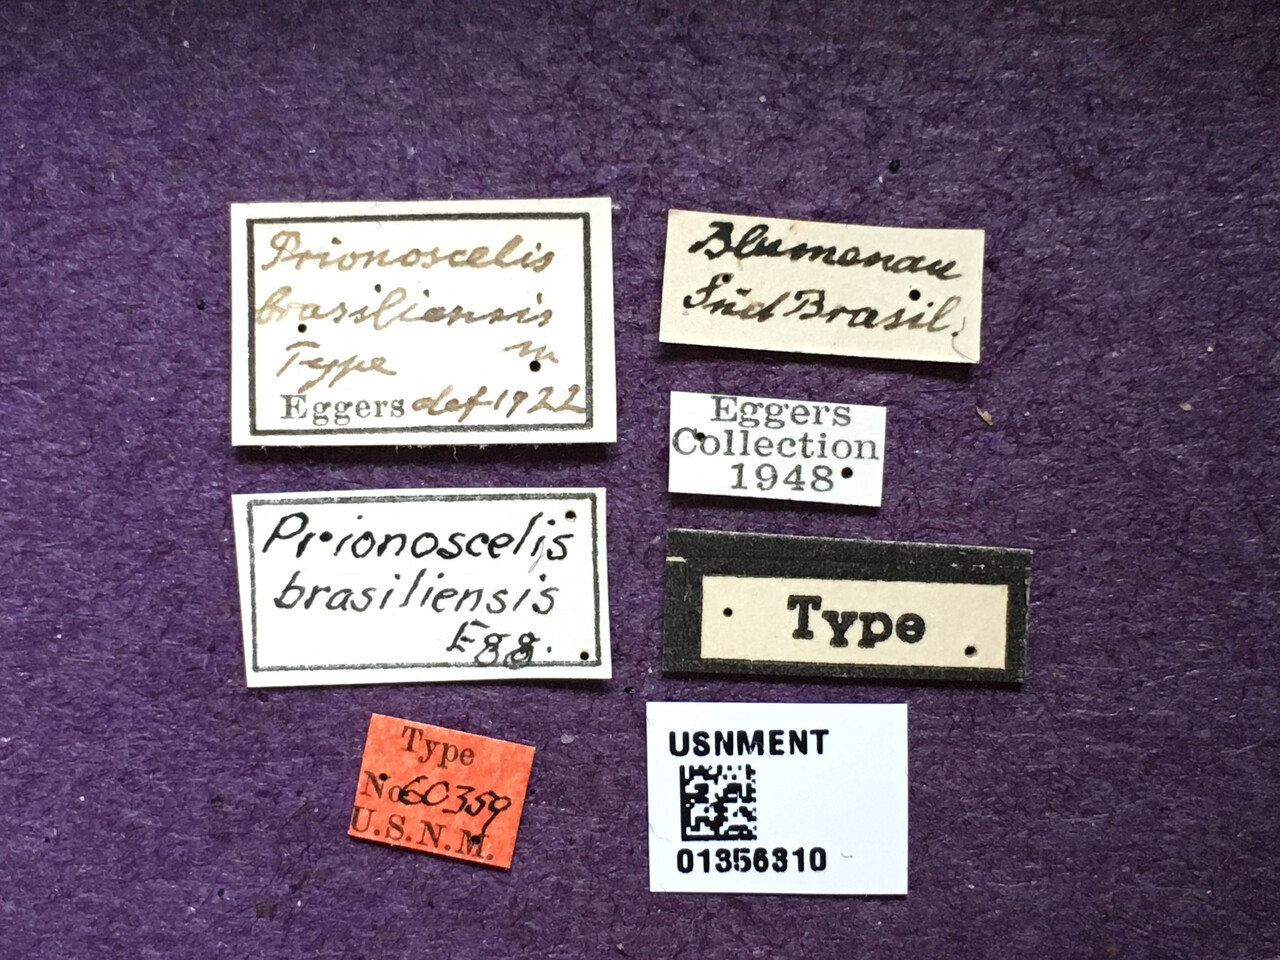 Prionoscelis
brasiliensis
Type m
Eggers det 1922
Blumenau
Süd Brasil.
Eggers
Collection
1948
Prionoscelis
brasiliensis
Egg.
Type
Type
No 60359
U.S.N.M.
USNMENT
01356310